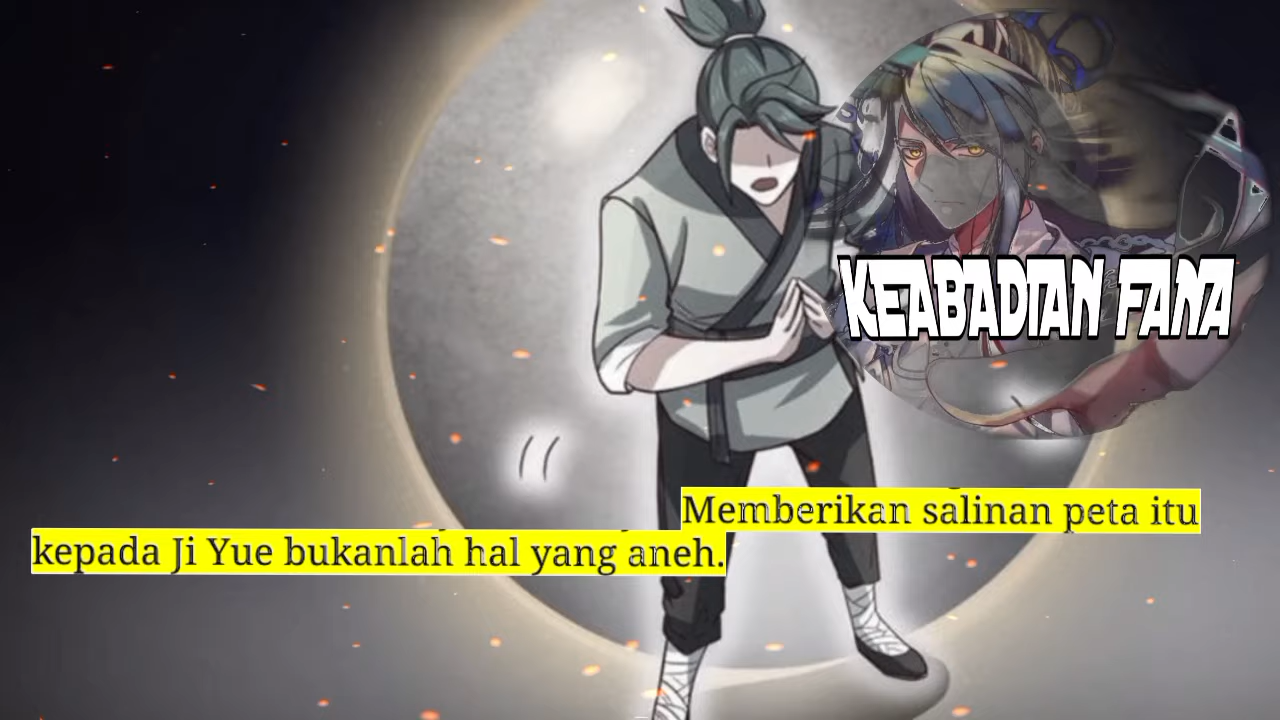 KEABADIAN FANA
Memberikan salinan peta itu
kepada Ji Yue bukanlah hal yang aneh.